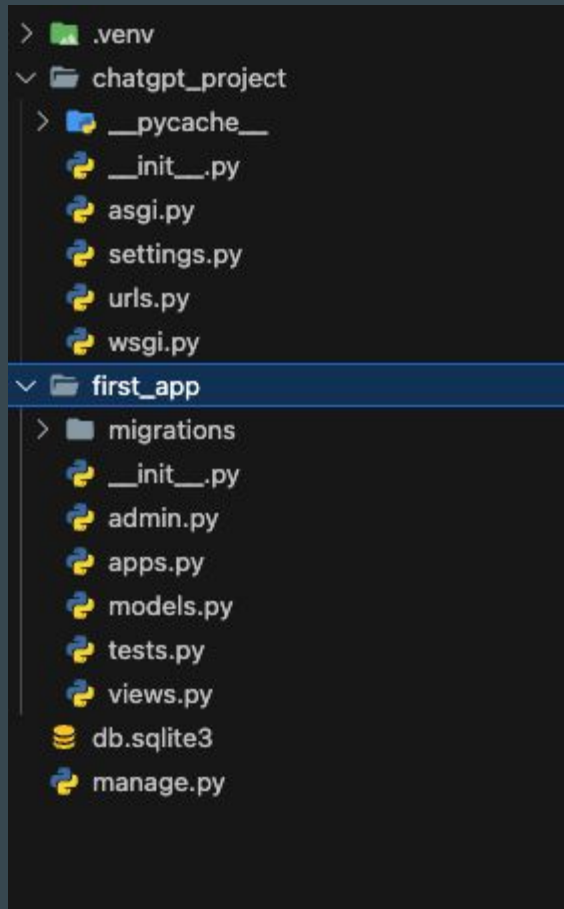 .venv
chatgpt_project
__pycache__
__init__.py
asgi.py
settings.py
urls.py
wsgi.py
first_app
migrations
__init__.py
admin.py
apps.py
models.py
tests.py
views.py
db.sqlite3
manage.py